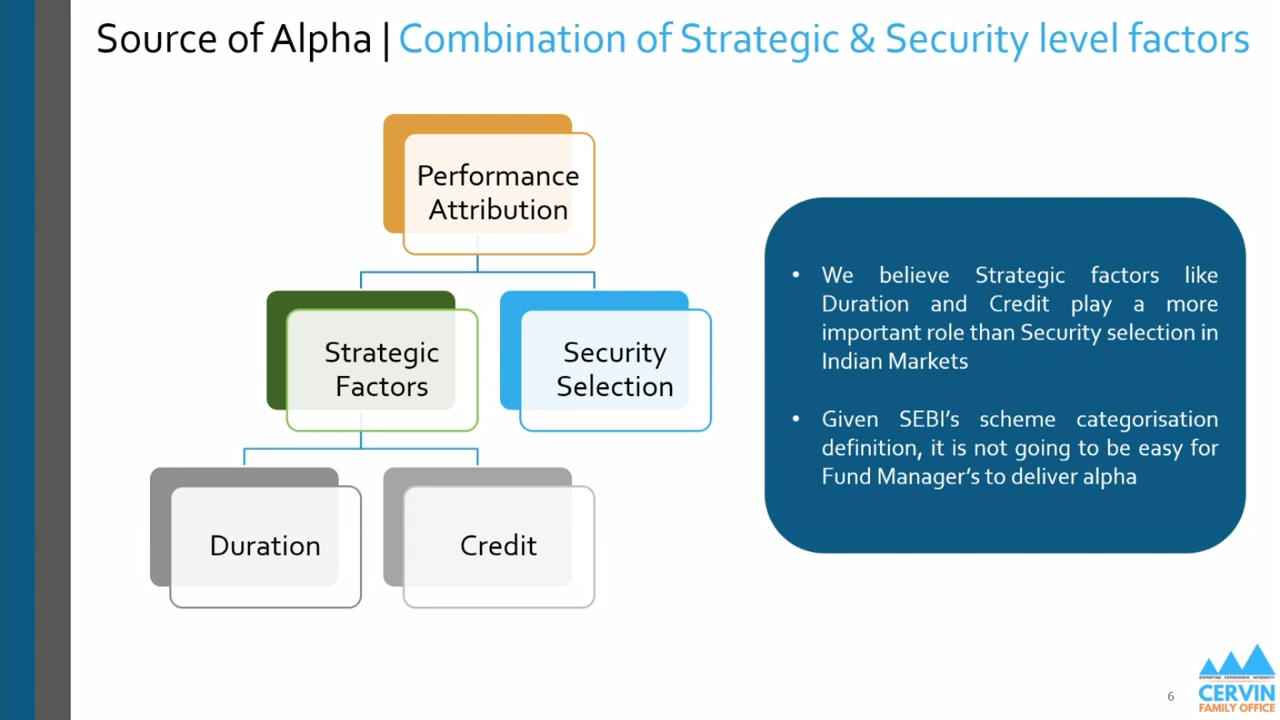 Source of Alpha | Combination of Strategic & Security level factors
Performance
Attribution
Strategic
Factors
Security
Selection
Duration
Credit
• We believe Strategic factors like
Duration and Credit play a more
important role than Security selection in
Indian Markets
• Given SEBI's scheme categorisation
definition, it is not going to be easy for
Fund Manager's to deliver alpha
6
EXPERTISE · EXPERIENCE · INTEGRITY
CERVIN
FAMILY OFFICE